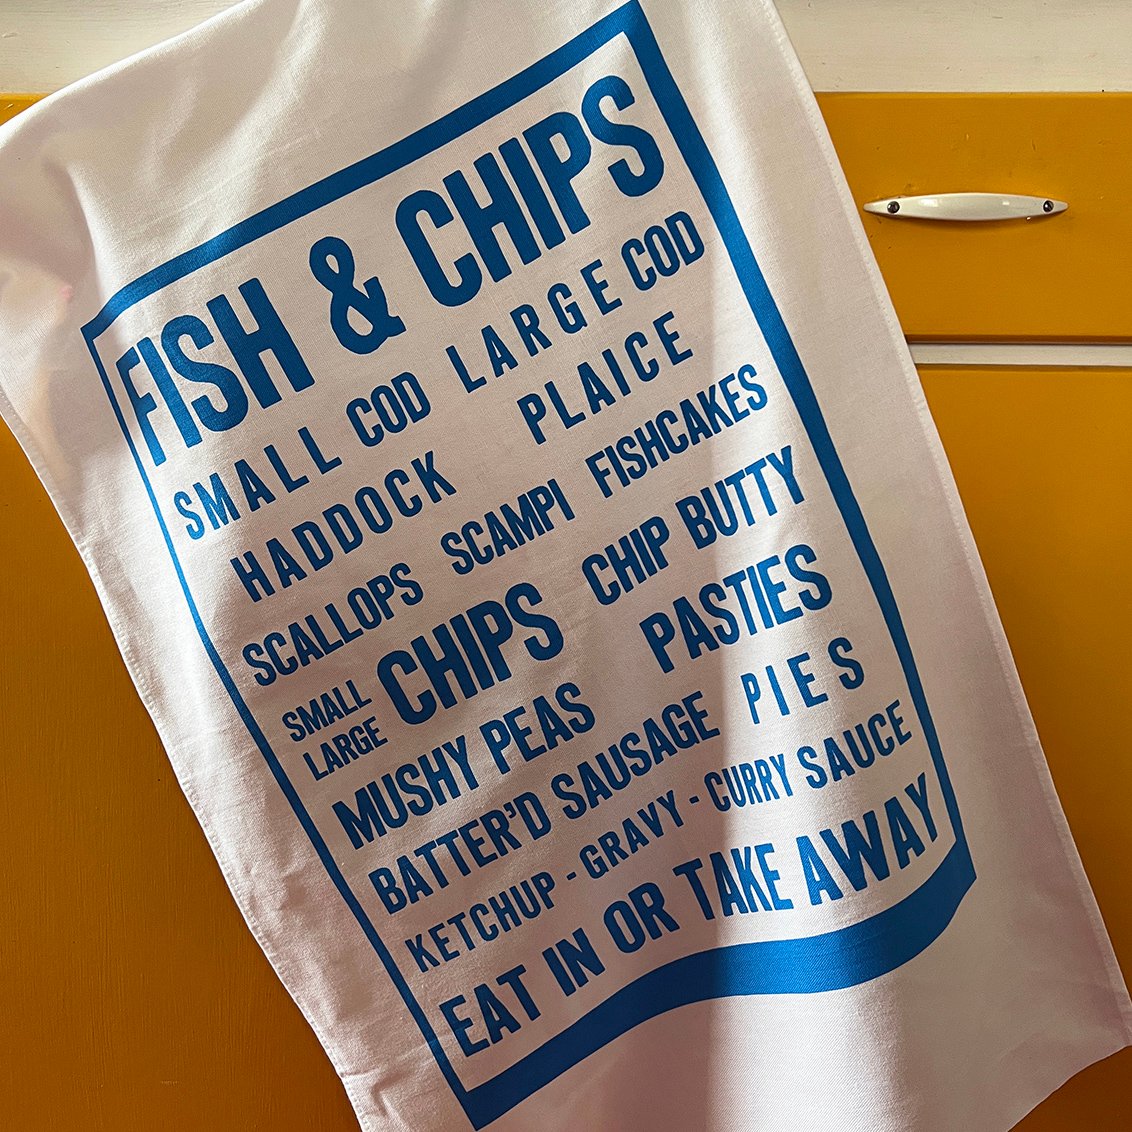 FISH & CHIPS
SMALL COD LARGE COD
HADDOCK PLAICE
SCALLOPS SCAMPI FISHCAKES
SMALL LARGE CHIPS CHIP BUTTY
MUSHY PEAS PASTIES
BATTER'D SAUSAGE PIES
KETCHUP - GRAVY - CURRY SAUCE
EAT IN OR TAKE AWAY